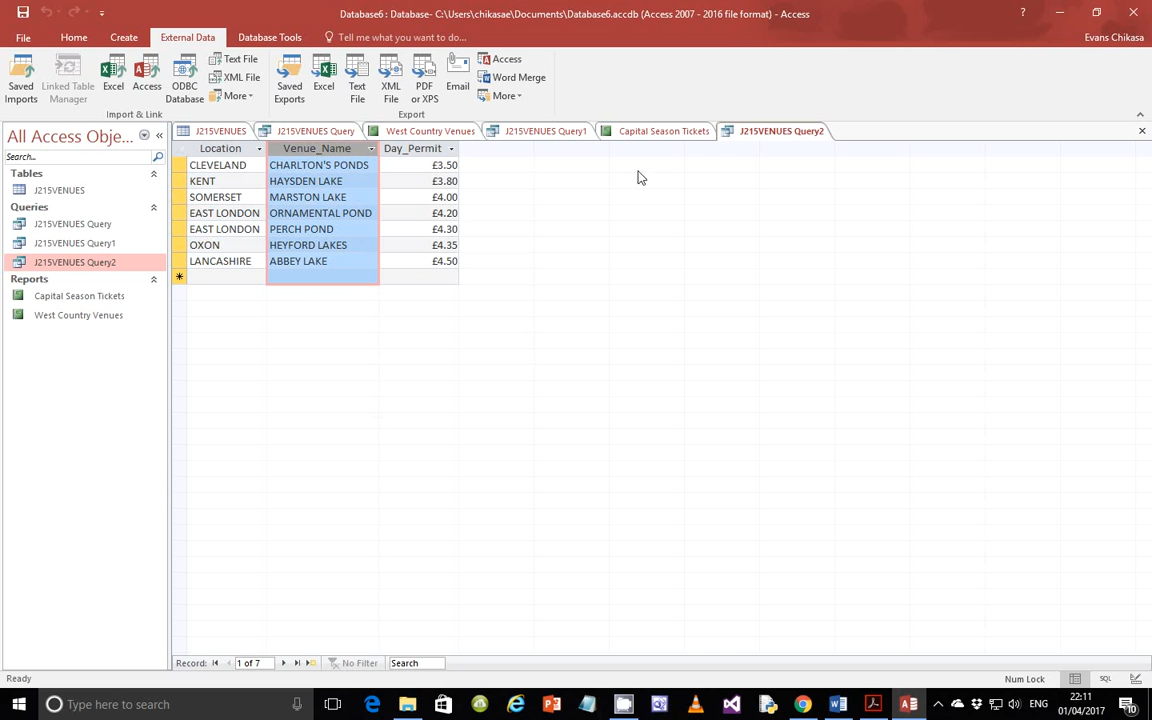 Database6 : Database- C:\Users\chikasae\Documents\Database6.accdb (Access 2007 - 2016 file format) - Access
?
File Home Create External Data Database Tools Tell me what you want to do...
Evans Chikasa
Saved Imports
Linked Table Manager
Excel
Access
ODBC Database
Text File
XML File
More
Import & Link
Saved Exports
Excel
Text File
XML File
PDF or XPS
Email
Access
Word Merge
More
Export
All Access Obje...
Search...
Tables
J215VENUES
Queries
J215VENUES Query
J215VENUES Query1
J215VENUES Query2
Reports
Capital Season Tickets
West Country Venues
J215VENUES J215VENUES Query West Country Venues J215VENUES Query1 Capital Season Tickets J215VENUES Query2
Location Venue_Name Day_Permit
CLEVELAND CHARLTON'S PONDS £3.50
KENT HAYSDEN LAKE £3.80
SOMERSET MARSTON LAKE £4.00
EAST LONDON ORNAMENTAL POND £4.20
EAST LONDON PERCH POND £4.30
OXON HEYFORD LAKES £4.35
LANCASHIRE ABBEY LAKE £4.50
Record: 1 of 7 No Filter Search
Ready
Num Lock
SQL
Type here to search
ENG
22:11
01/04/2017
10